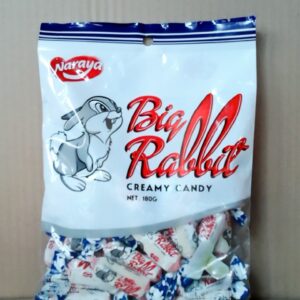 Naraya
Big
Rabbit
CREAMY CANDY
NET. 180G